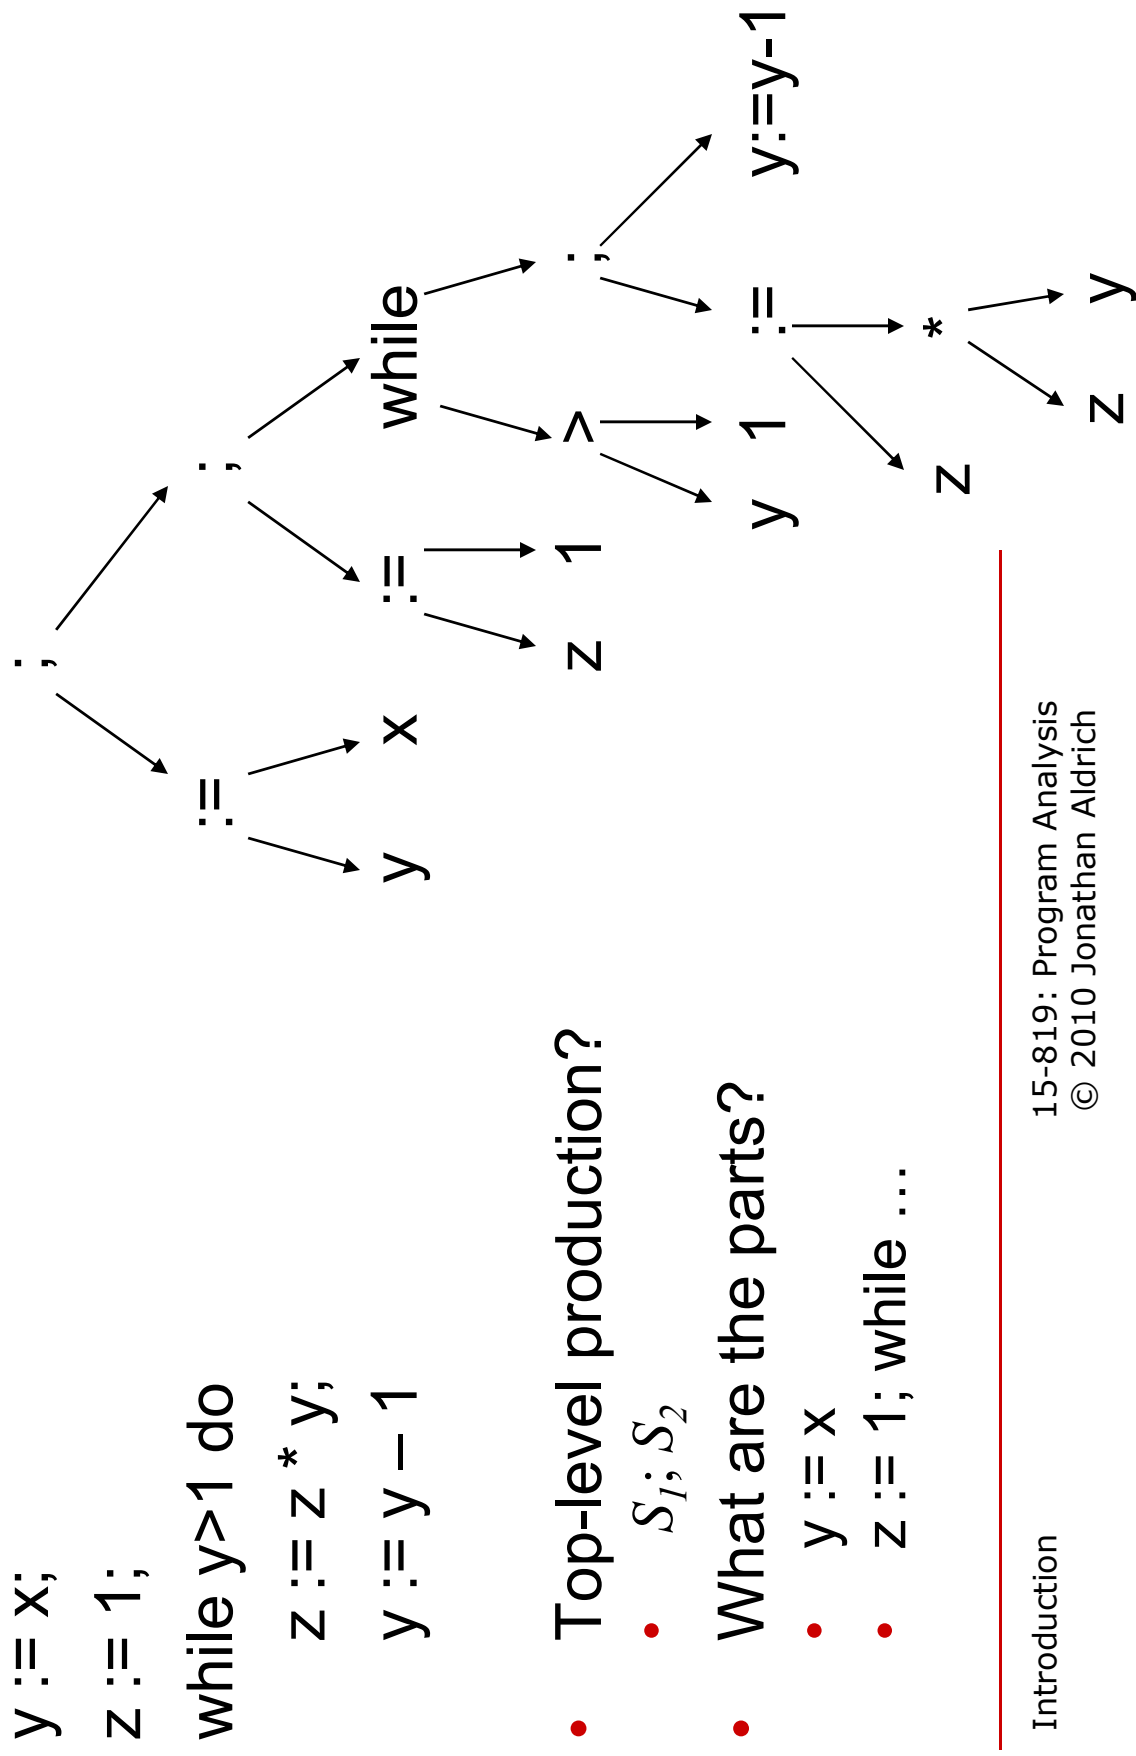 y := x;
z := 1;
while y>1 do
z := z * y;
y := y – 1
• Top-level production?
• S1; S2
• What are the parts?
• y := x
• z := 1; while …
;
:= ;
y x := while
z 1 > ;
y 1 := y:=y-1
z *
z y
Introduction
15-819: Program Analysis
© 2010 Jonathan Aldrich